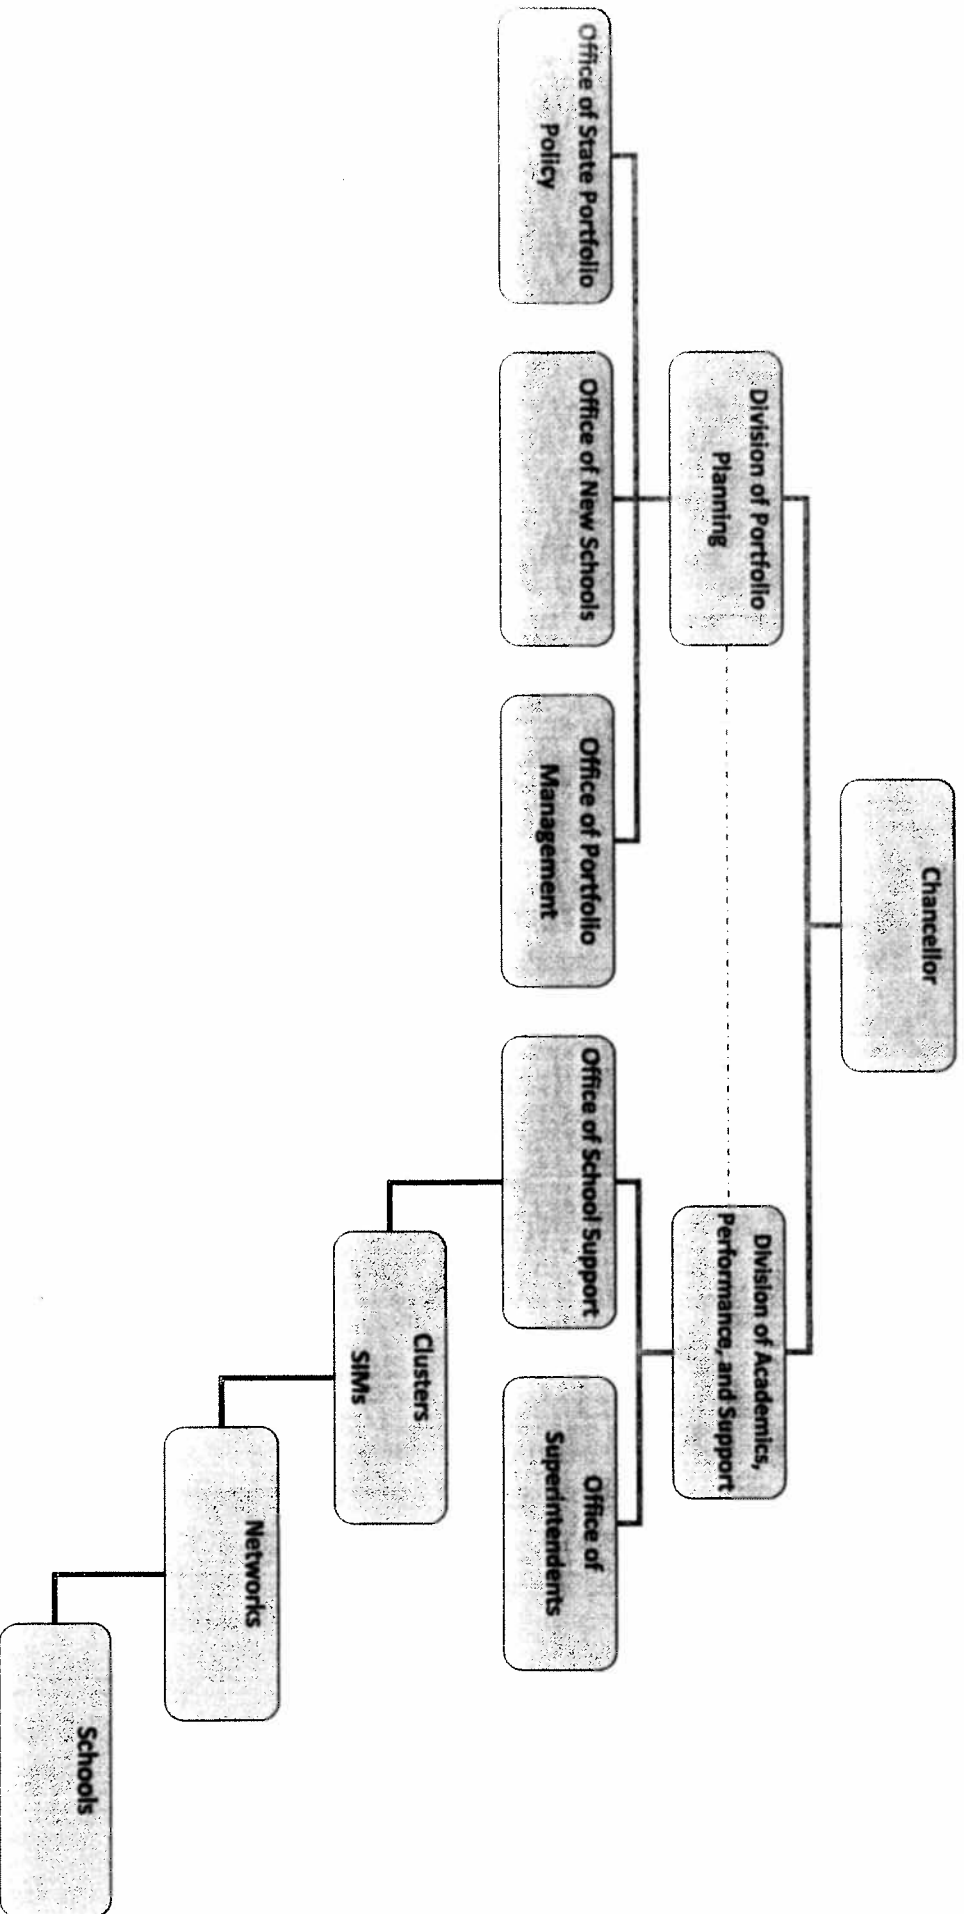 Chancellor
Division of Portfolio
Planning
Division of Academics,
Performance, and Support
Office of State Portfolio
Policy
Office of New Schools
Office of Portfolio
Management
Office of School Support
Office of
Superintendents
Clusters
SIMs
Networks
Schools